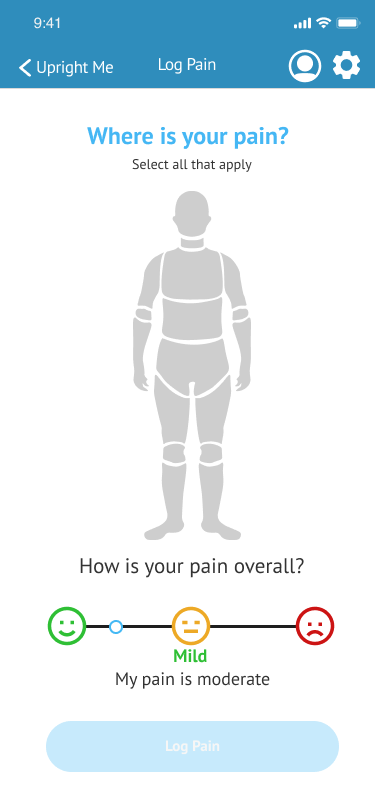 9:41
Upright Me
Log Pain
Where is your pain?
Select all that apply
How is your pain overall?
Mild
My pain is moderate
Log Pain